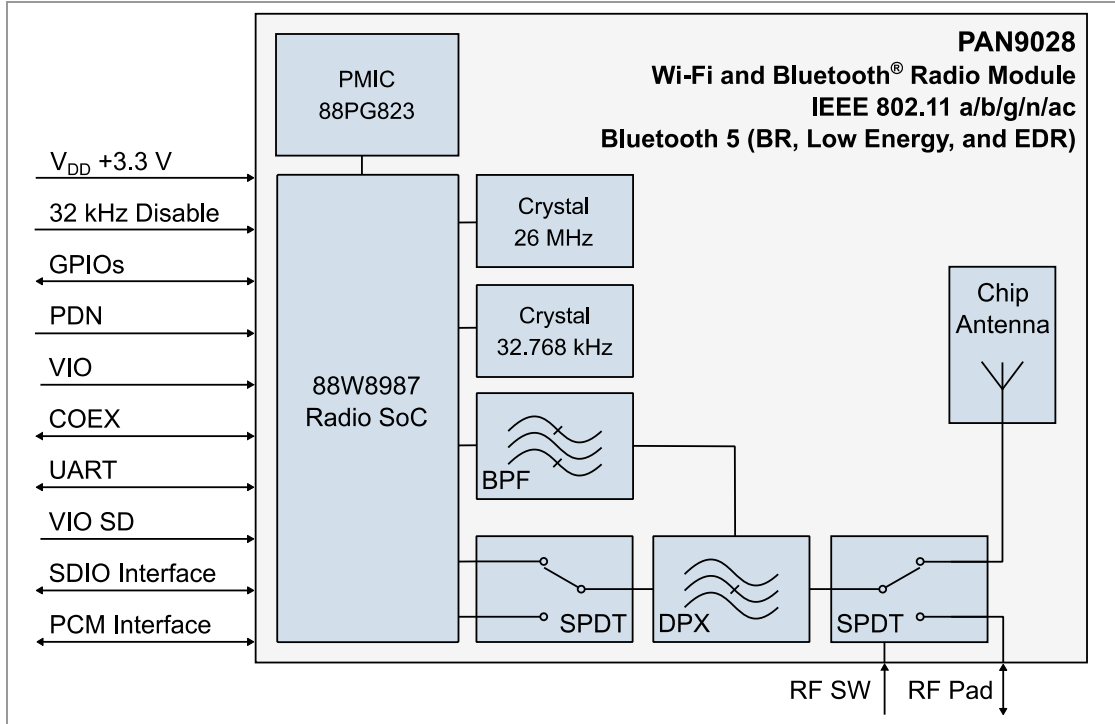 PAN9028
Wi-Fi and Bluetooth® Radio Module
IEEE 802.11 a/b/g/n/ac
Bluetooth 5 (BR, Low Energy, and EDR)
PMIC
88PG823
VDD +3.3 V
32 kHz Disable
GPIOs
PDN
VIO
COEX
UART
VIO SD
SDIO Interface
PCM Interface
88W8987
Radio SoC
Crystal
26 MHz
Crystal
32.768 kHz
BPF
SPDT
DPX
SPDT
Chip
Antenna
RF SW
RF Pad